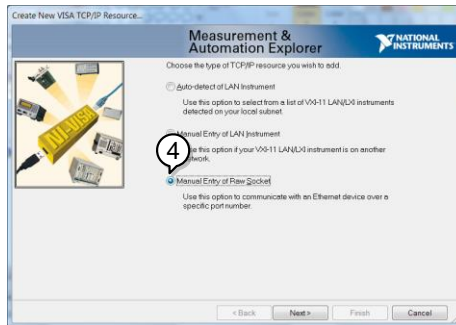 Create New VISA TCP/IP Resource...
Measurement &
Automation Explorer
NATIONAL
INSTRUMENTS
Choose the type of TCP/IP resource you wish to add.
Auto-detect of LAN Instrument
Use this option to select from a list of VXI-11 LAN/LXI instruments
detected on your local subnet.
Manual Entry of LAN Instrument
this option if your VXI-11 LAN/LXI instrument is on another
4
Manual Entry of Raw Socket
Use this option to communicate with an Ethernet device over a
specific port number.
NI-VISA
< Back
Next >
Finish
Cancel